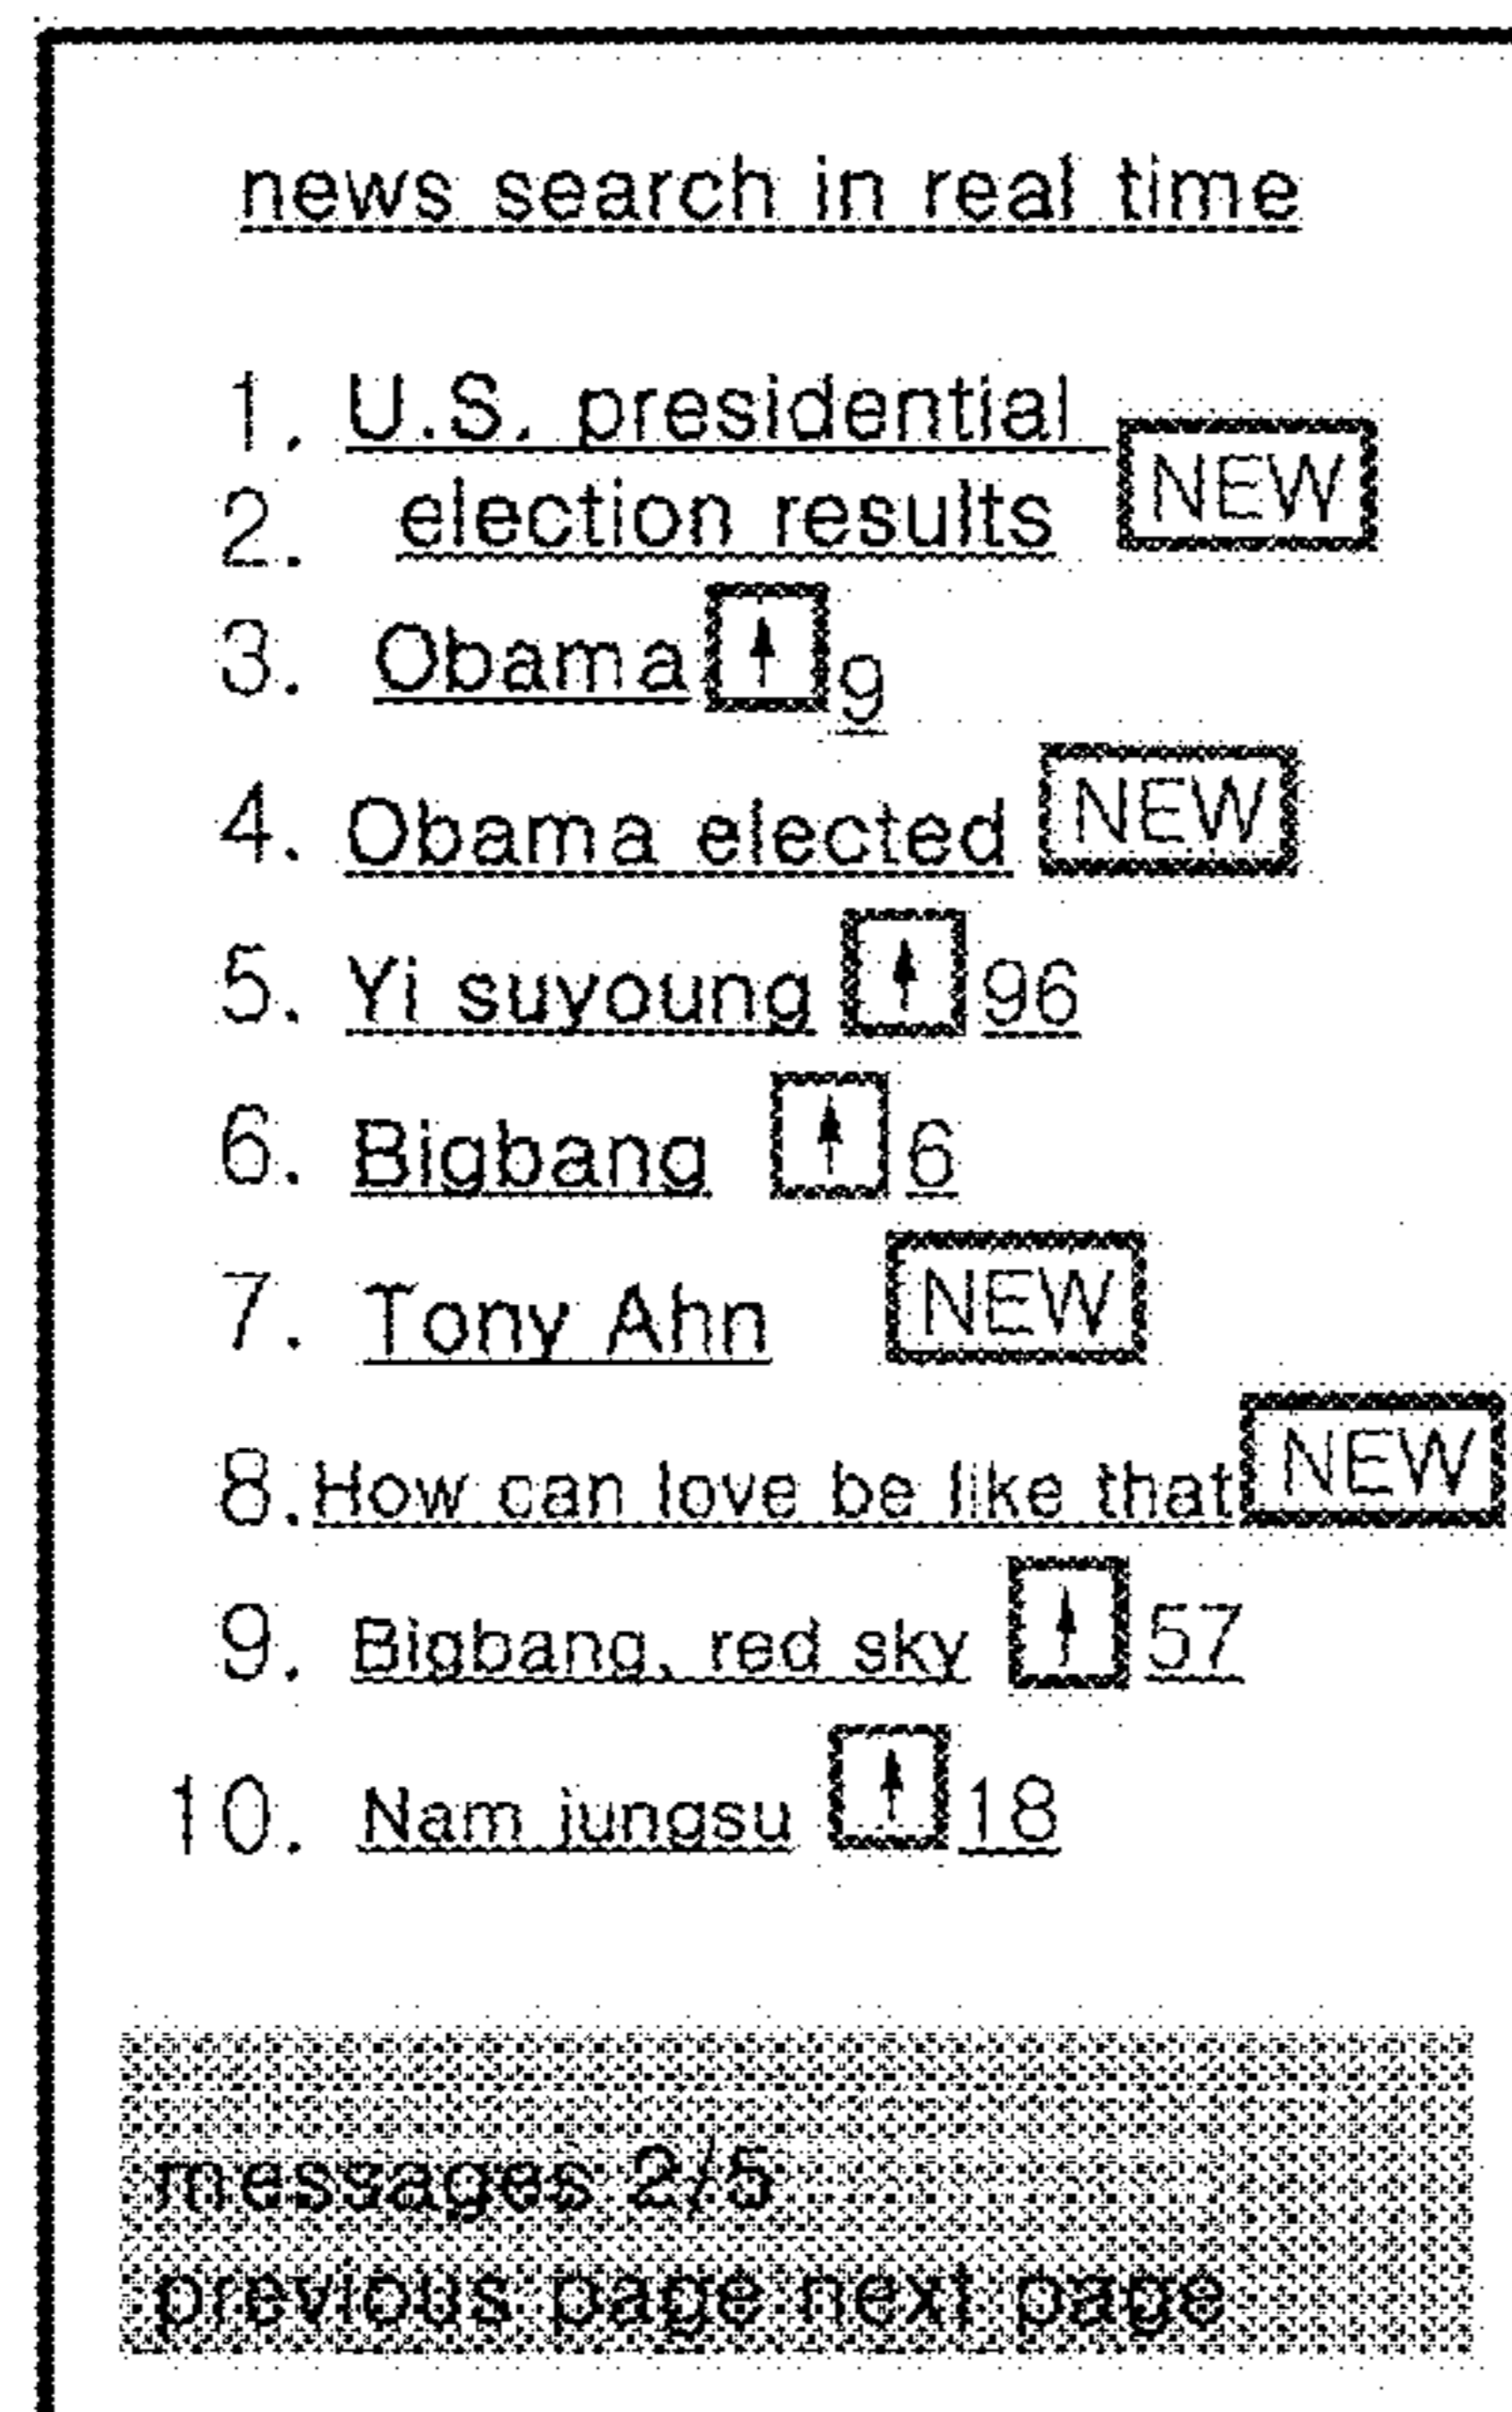 news search in real time
1. U.S. presidential
2. election results NEW
3. Obama ↑ 9
4. Obama elected NEW
5. Yi suyoung ↑ 96
6. Bigbang ↑ 6
7. Tony Ahn NEW
8. How can love be like that NEW
9. Bigbang, red sky ↑ 57
10. Nam jungsu ↑ 18
messages 2/5
previous page next page